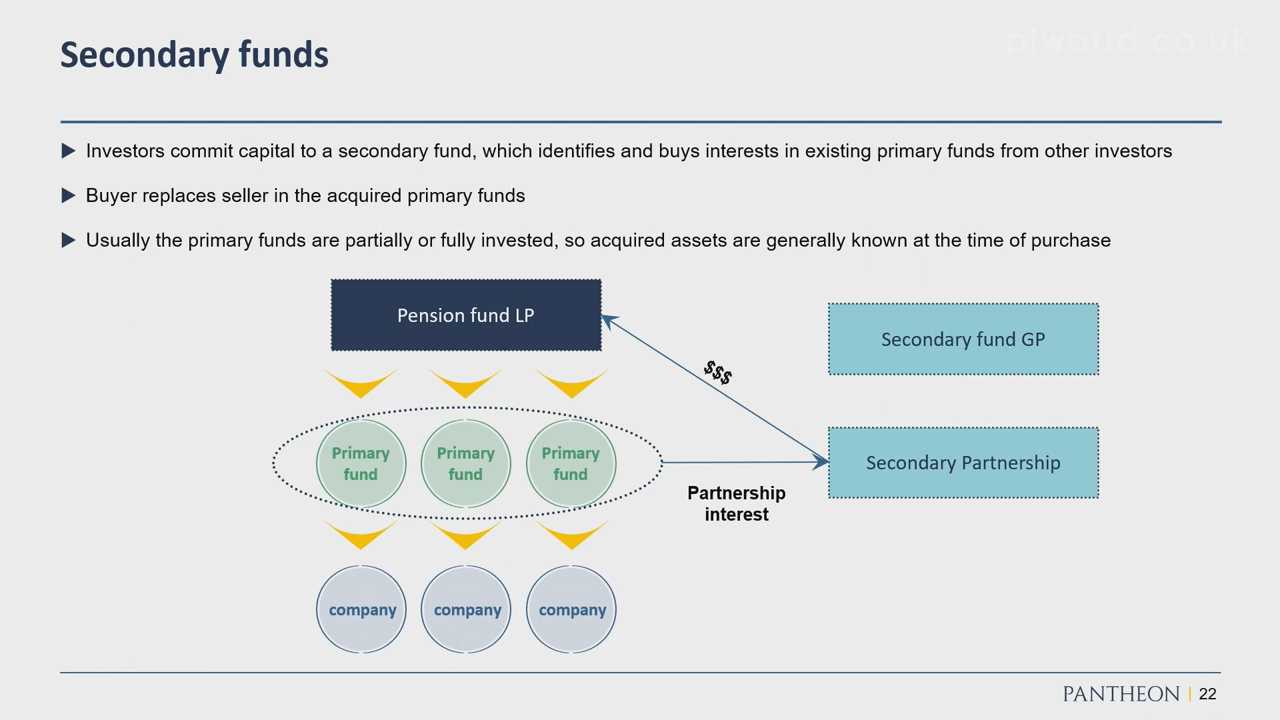 piworld.co.uk
Secondary funds
Investors commit capital to a secondary fund, which identifies and buys interests in existing primary funds from other investors
Buyer replaces seller in the acquired primary funds
Usually the primary funds are partially or fully invested, so acquired assets are generally known at the time of purchase
Pension fund LP
Secondary fund GP
$$$
Primary
fund
Primary
fund
Primary
fund
Secondary Partnership
Partnership
interest
company
company
company
PANTHEON | 22